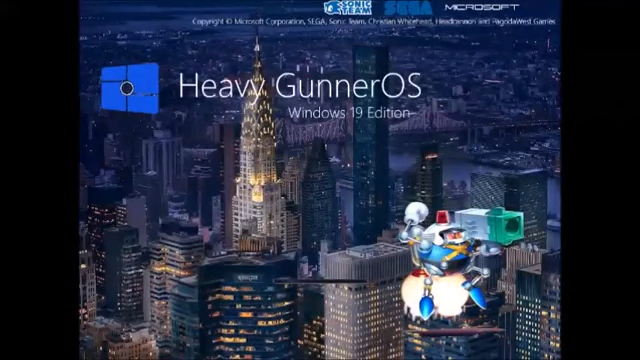 SONIC TEAM
SEGA
MICROSOFT
Copyright © Microsoft Corporation, SEGA, Sonic Team, Christian Whitehead, Headcannon and PagodaWest Games
Heavy GunnerOS
Windows 19 Edition